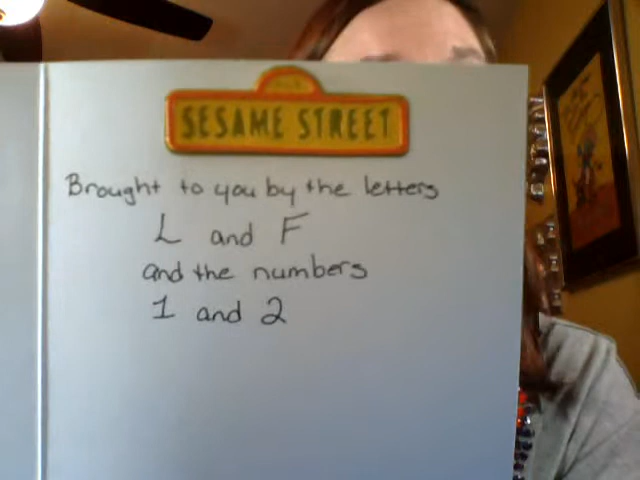 SESAME STREET
Brought to you by the letters
L and F
and the numbers
1 and 2